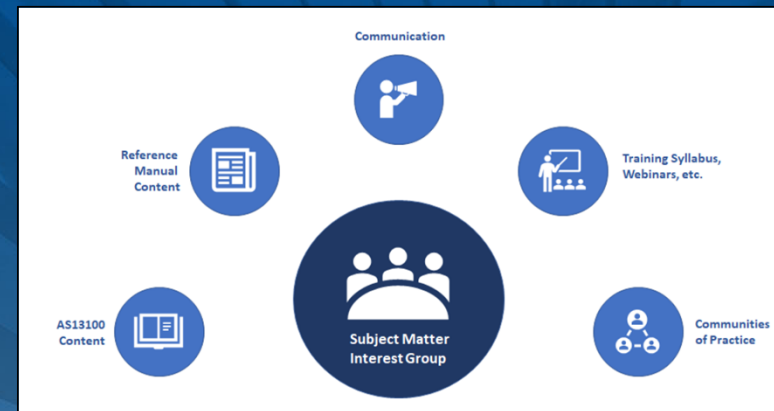 Communication
Reference
Manual
Content
Training Syllabus,
Webinars, etc.
AS13100
Content
Subject Matter
Interest Group
Communities
of Practice